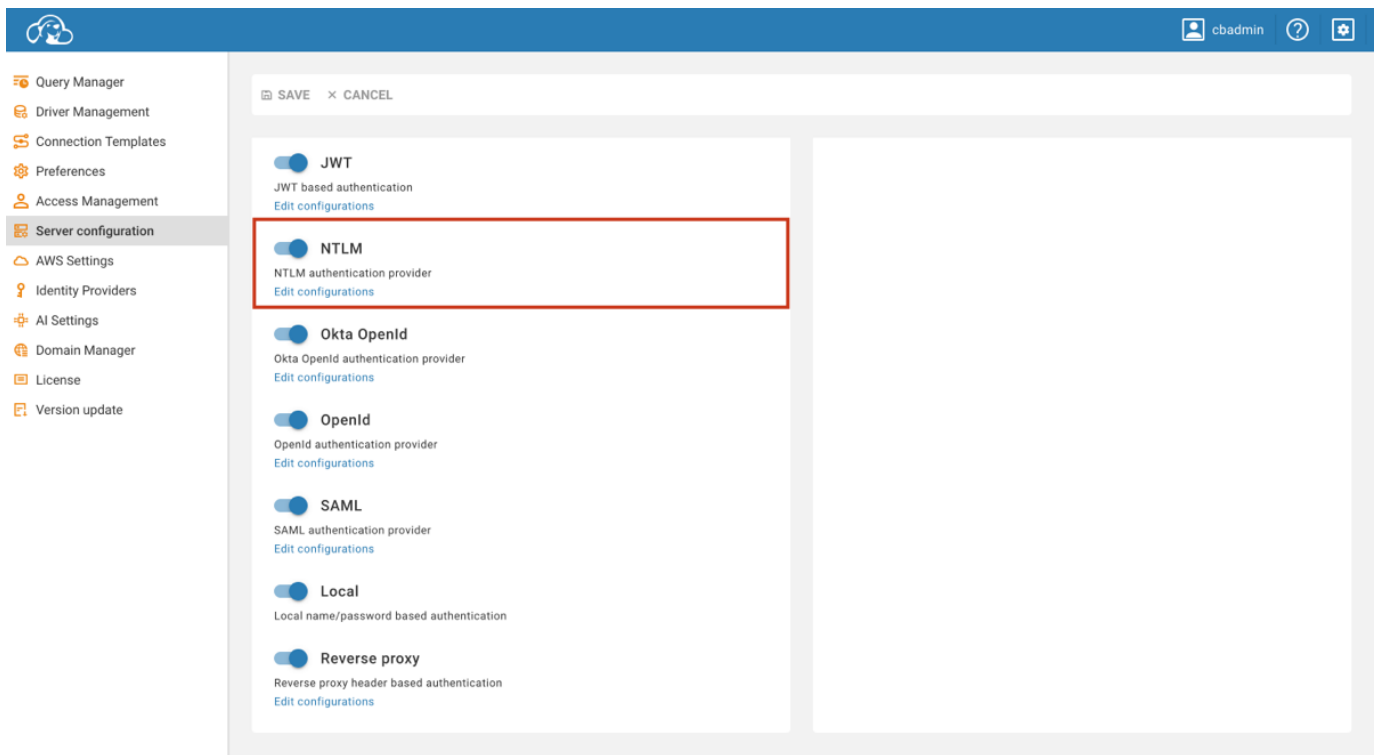 cbadmin
Query Manager
Driver Management
Connection Templates
Preferences
Access Management
Server configuration
AWS Settings
Identity Providers
AI Settings
Domain Manager
License
Version update
SAVE × CANCEL
JWT
JWT based authentication
Edit configurations
NTLM
NTLM authentication provider
Edit configurations
Okta OpenId
Okta OpenId authentication provider
Edit configurations
OpenId
OpenId authentication provider
Edit configurations
SAML
SAML authentication provider
Edit configurations
Local
Local name/password based authentication
Reverse proxy
Reverse proxy header based authentication
Edit configurations